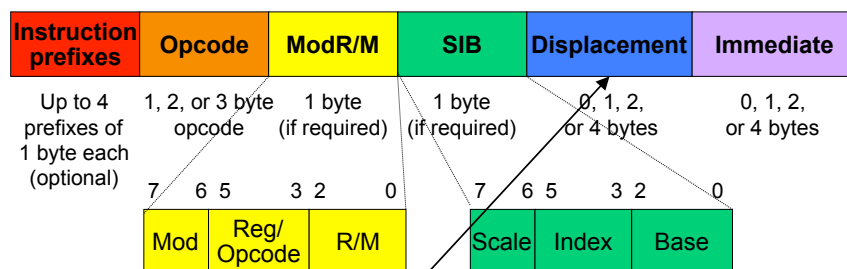 Instruction prefixes Opcode ModR/M SIB Displacement Immediate
Up to 4 prefixes of 1 byte each (optional)
1, 2, or 3 byte opcode
1 byte (if required)
1 byte (if required)
0, 1, 2, or 4 bytes
0, 1, 2, or 4 bytes
7 6 5 3 2 0
7 6 5 3 2 0
Mod Reg/Opcode R/M
Scale Index Base